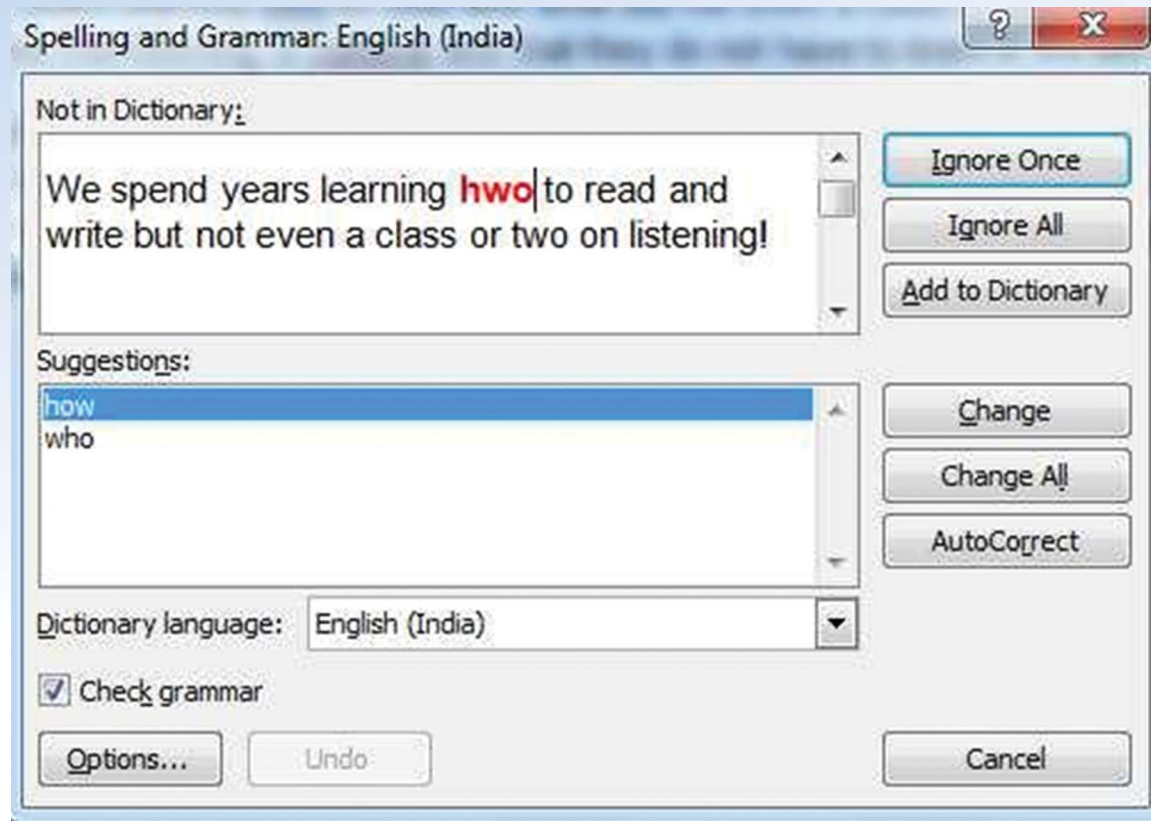 Spelling and Grammar: English (India)
Not in Dictionary:
We spend years learning hwo to read and
write but not even a class or two on listening!
Ignore Once
Ignore All
Add to Dictionary
Suggestions:
how
who
Change
Change All
AutoCorrect
Dictionary language: English (India)
Check grammar
Options...
Undo
Cancel